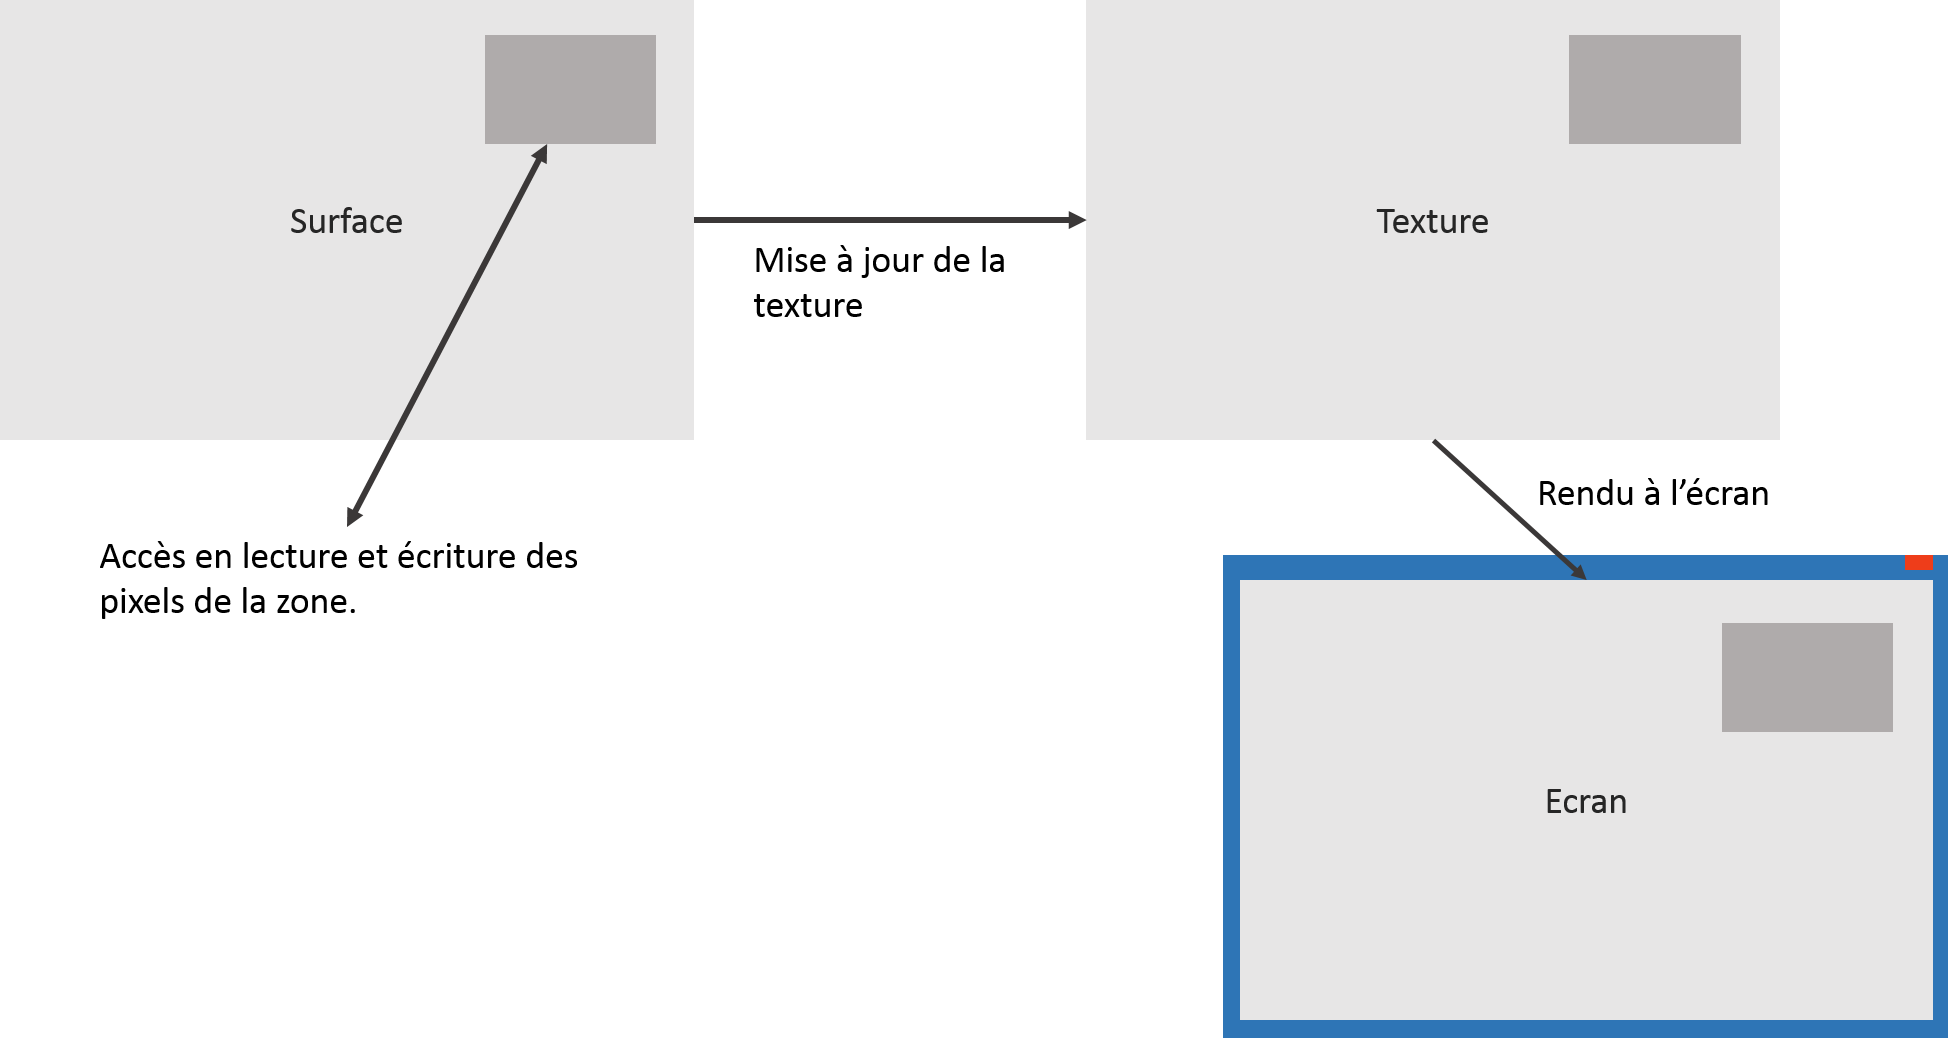 Surface
Mise à jour de la
texture
Texture
Rendu à l’écran
Accès en lecture et écriture des
pixels de la zone.
Ecran